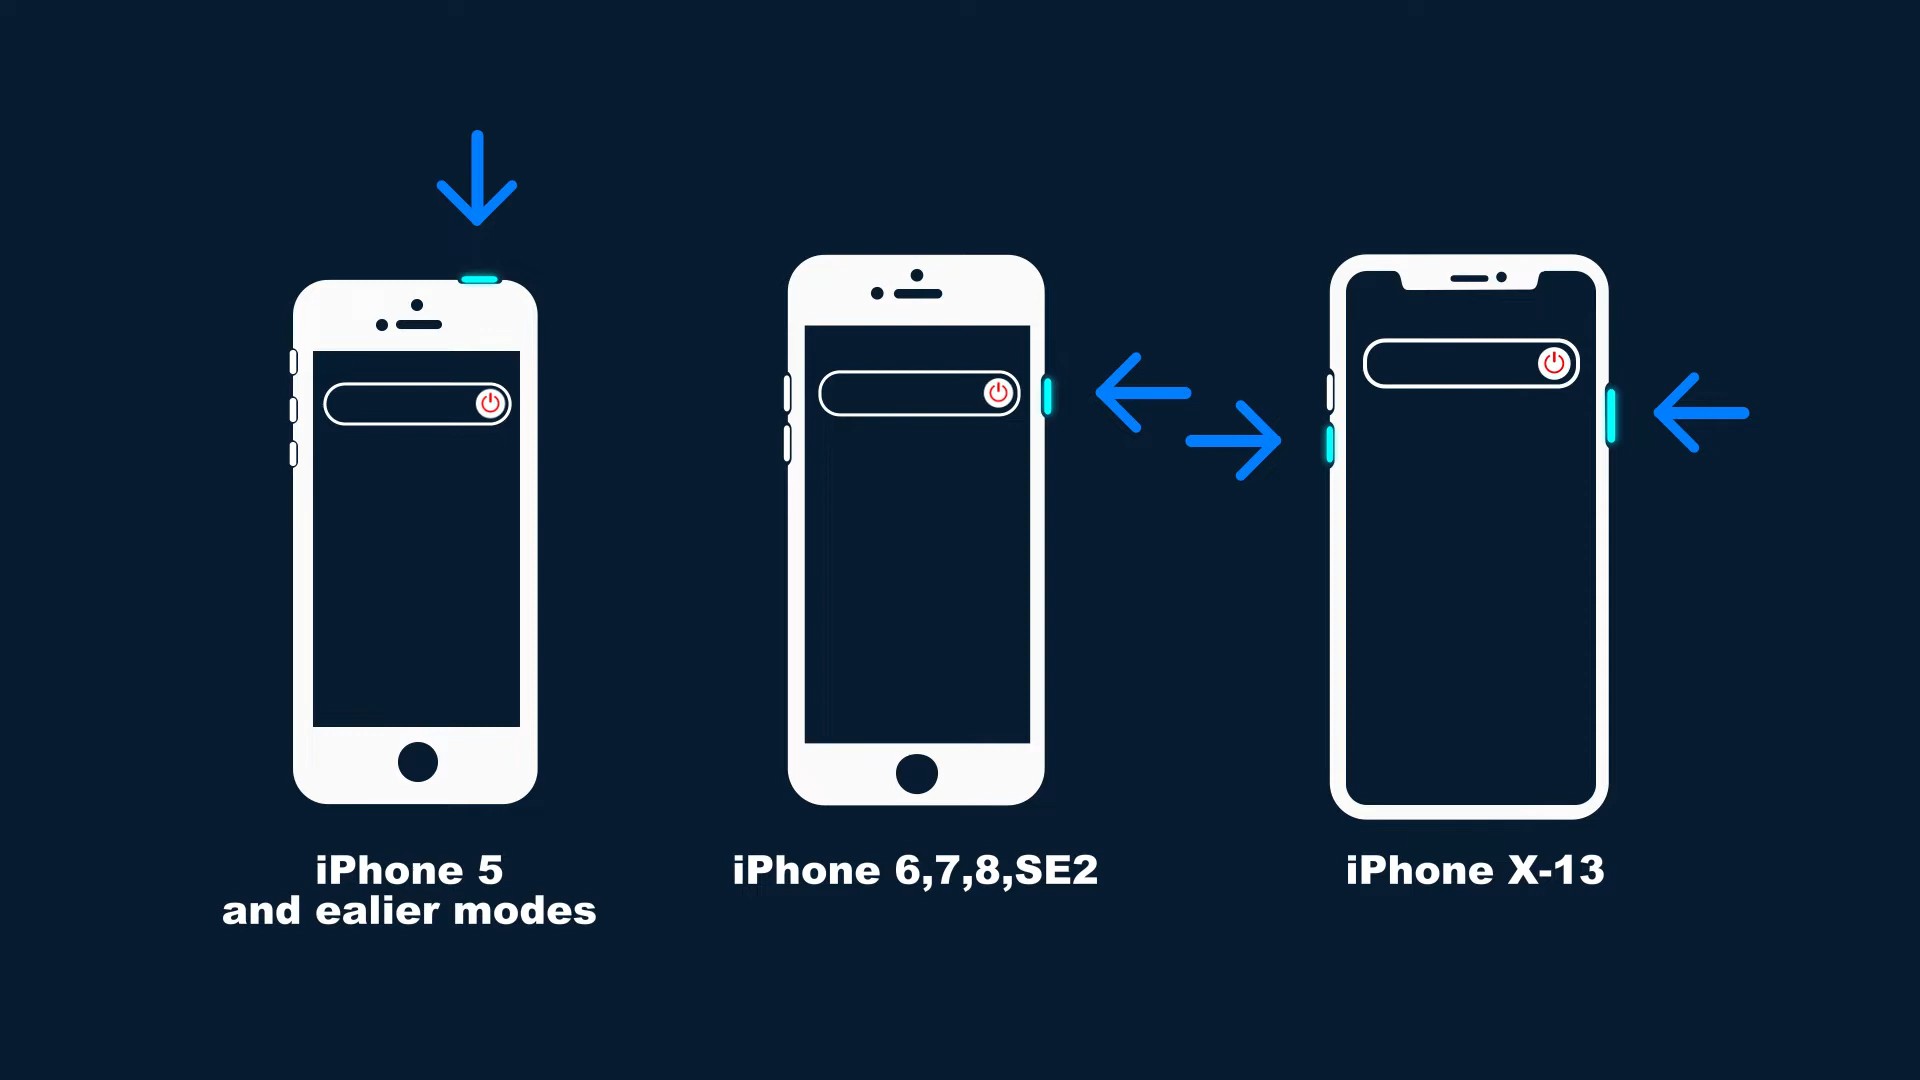 iPhone 5
and ealier modes
iPhone 6,7,8,SE2
iPhone X-13